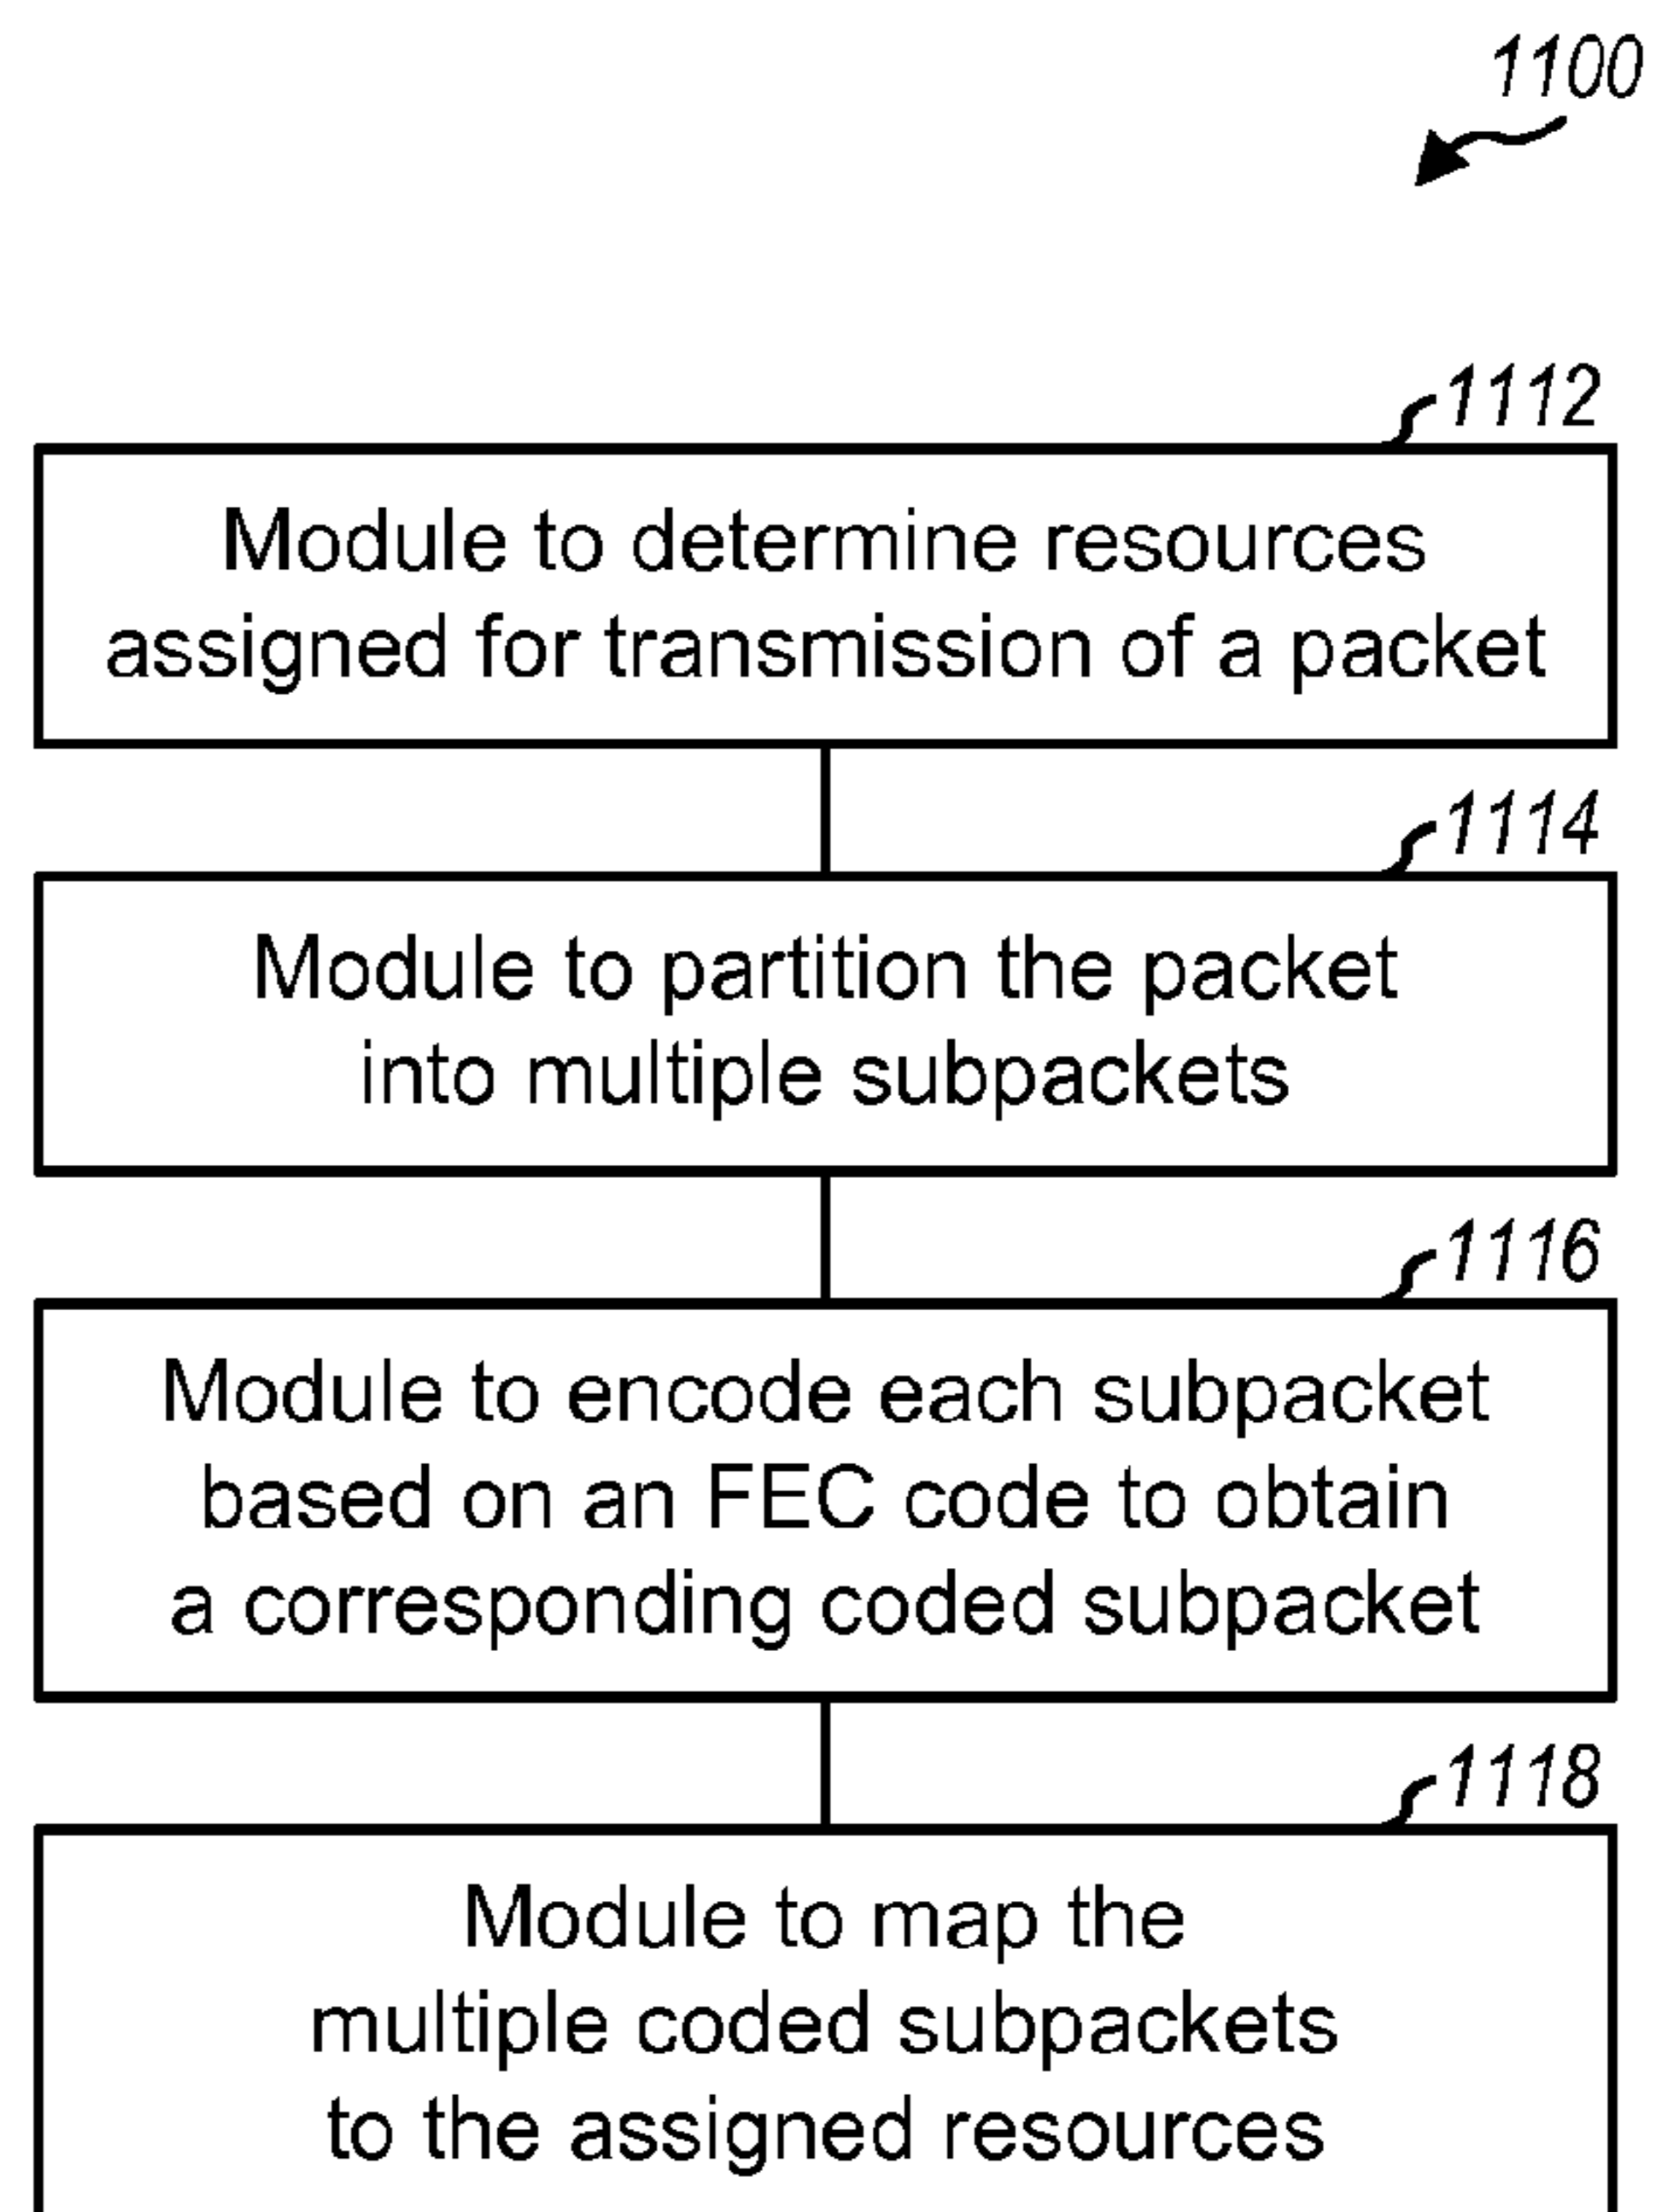 1100
1112
Module to determine resources
assigned for transmission of a packet
1114
Module to partition the packet
into multiple subpackets
1116
Module to encode each subpacket
based on an FEC code to obtain
a corresponding coded subpacket
1118
Module to map the
multiple coded subpackets
to the assigned resources